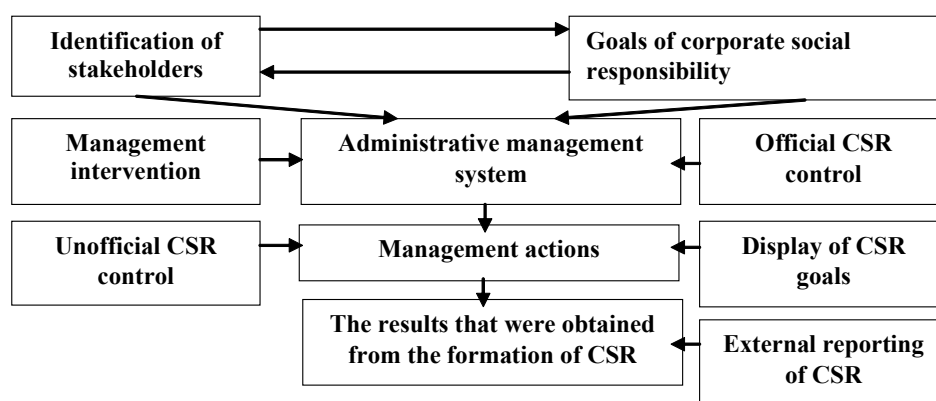 Identification of
stakeholders
Goals of corporate social
responsibility
Management
intervention
Administrative management
system
Official CSR
control
Unofficial CSR
control
Management actions
Display of CSR
goals
The results that were obtained
from the formation of CSR
External reporting
of CSR